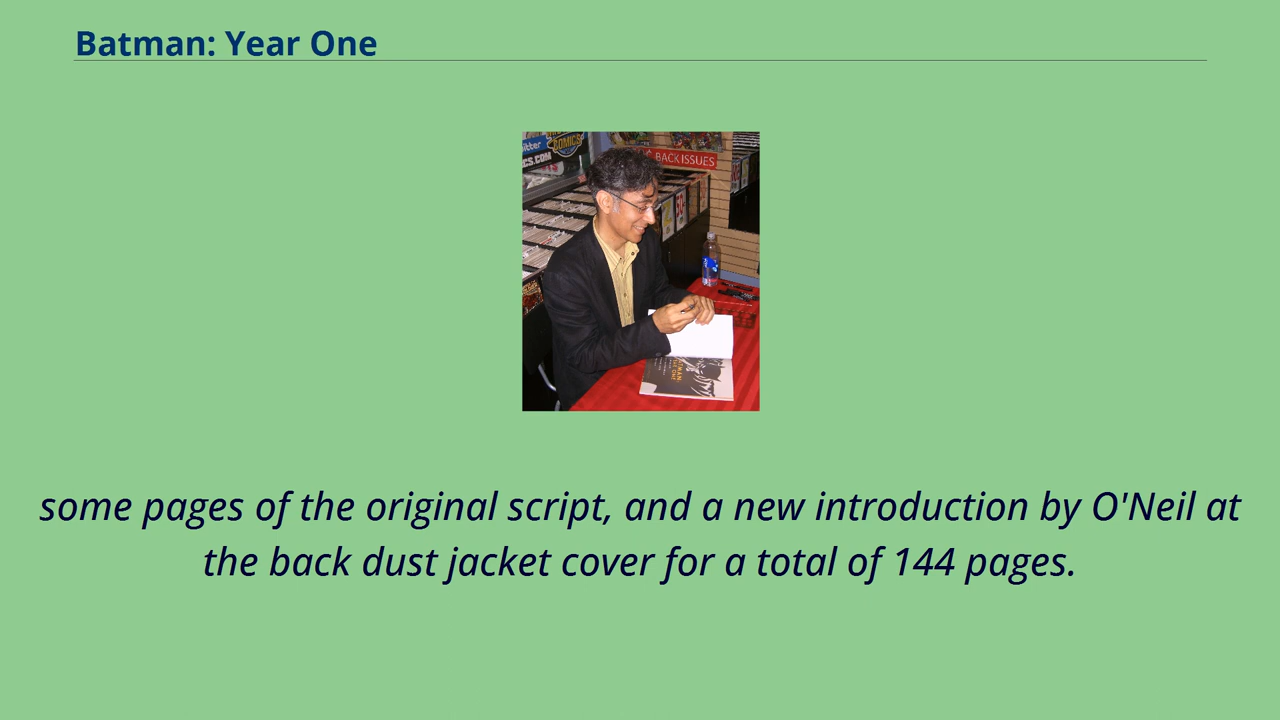 Batman: Year One
BACK ISSUES
COMICS
some pages of the original script, and a new introduction by O'Neil at
the back dust jacket cover for a total of 144 pages.